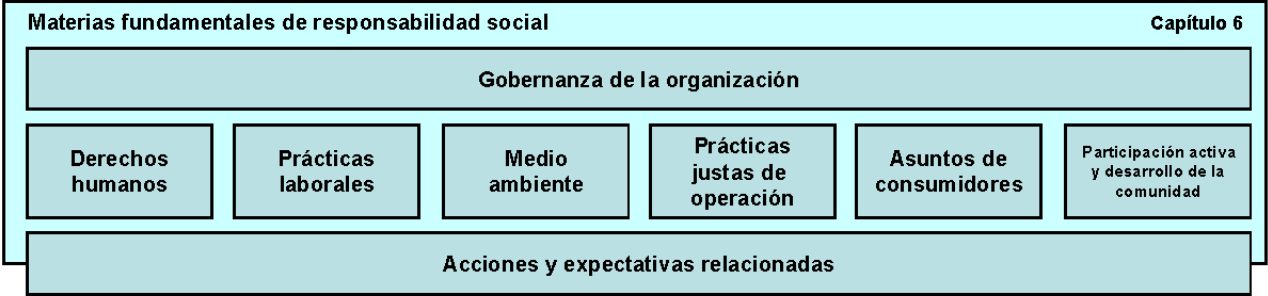 Materias fundamentales de responsabilidad social
Capítulo 6
Gobernanza de la organización
Derechos
humanos
Prácticas
laborales
Medio
ambiente
Prácticas
justas de
operación
Asuntos de
consumidores
Participación activa
y desarrollo de la
comunidad
Acciones y expectativas relacionadas